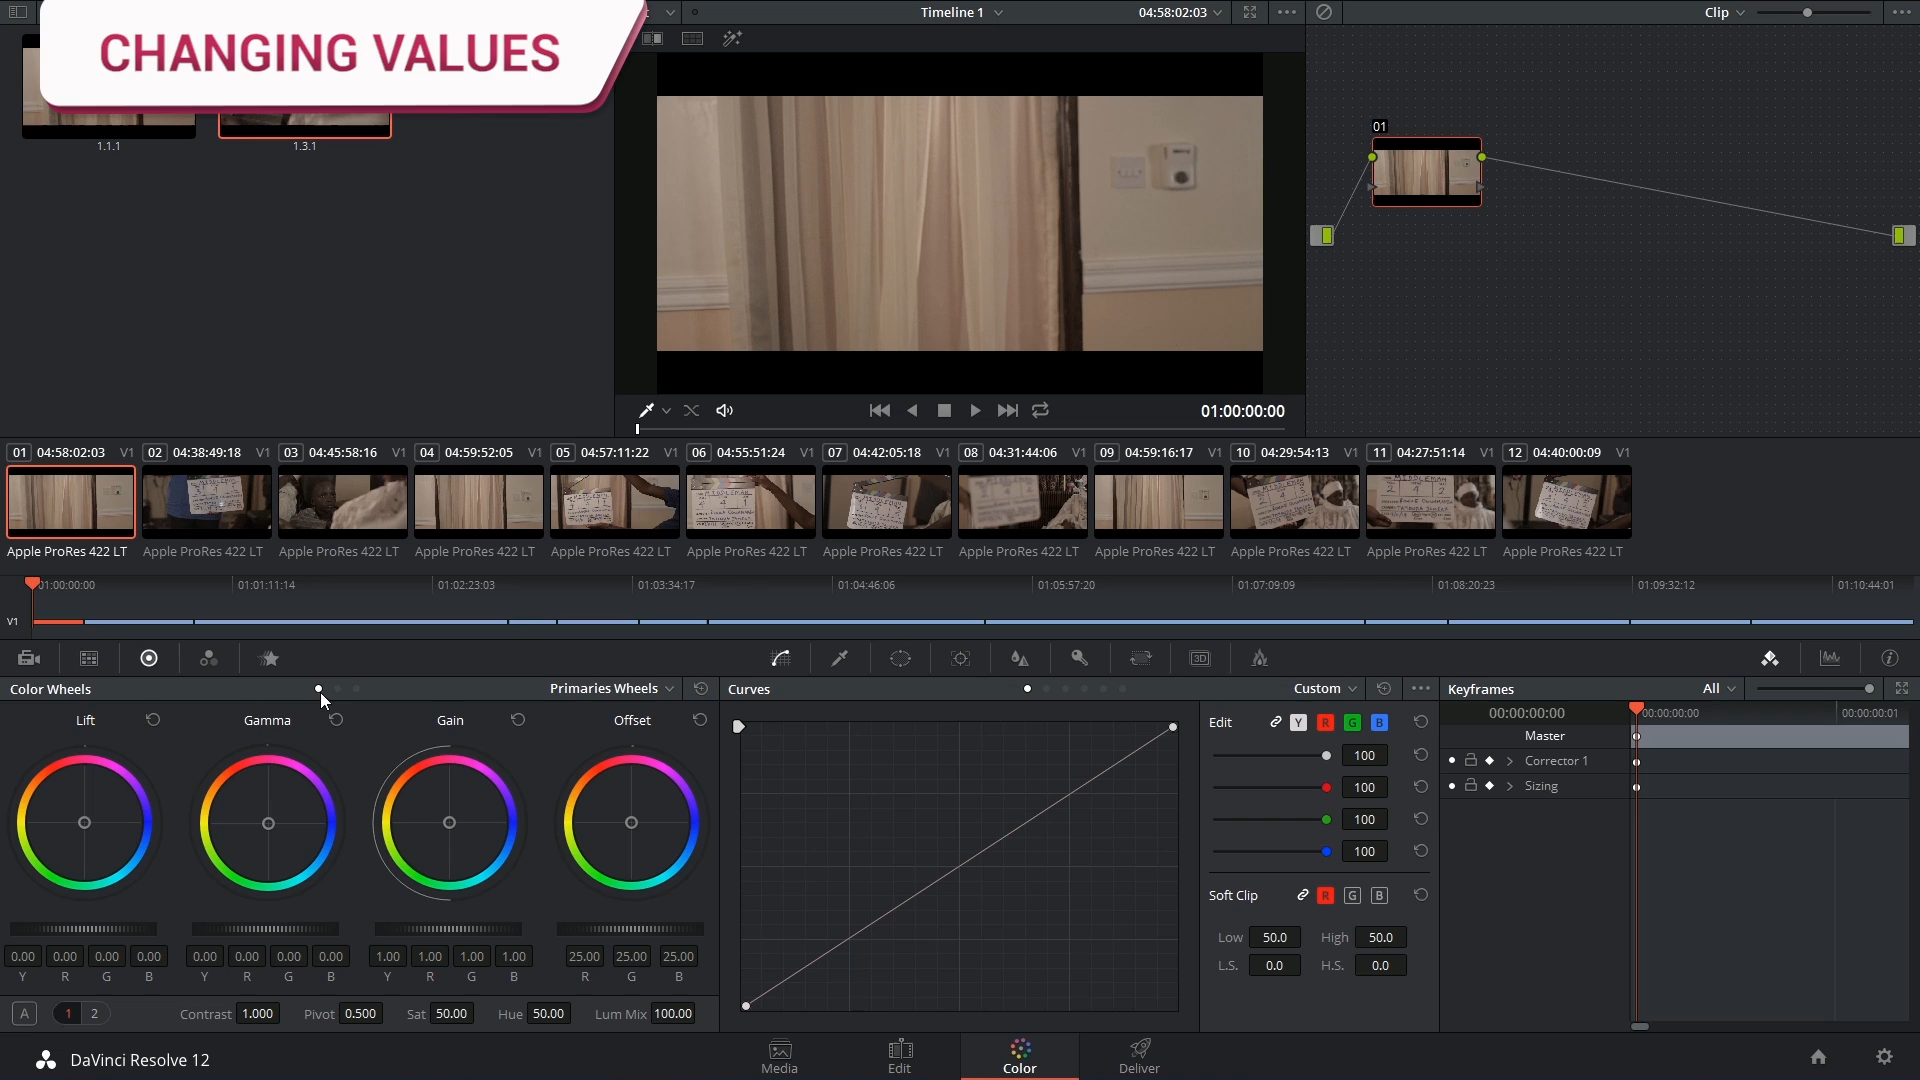 CHANGING VALUES
Timeline 1
04:58:02:03
Clip
1.1.1
1.3.1
01
01:00:00:00
01 04:58:02:03 V1
02 04:38:49:18 V1
03 04:45:58:16 V1
04 04:59:52:05 V1
05 04:57:11:22 V1
06 04:55:51:24 V1
07 04:42:05:18 V1
08 04:31:44:06 V1
09 04:59:16:17 V1
10 04:29:54:13 V1
11 04:27:51:14 V1
12 04:40:00:09 V1
Apple ProRes 422 LT
Apple ProRes 422 LT
Apple ProRes 422 LT
Apple ProRes 422 LT
Apple ProRes 422 LT
Apple ProRes 422 LT
Apple ProRes 422 LT
Apple ProRes 422 LT
Apple ProRes 422 LT
Apple ProRes 422 LT
Apple ProRes 422 LT
Apple ProRes 422 LT
01:00:00:00 01:01:11:14 01:02:23:03 01:03:34:17 01:04:46:06 01:05:57:20 01:07:09:09 01:08:20:23 01:09:32:12 01:10:44:01
V1
3D
Color Wheels
Primaries Wheels
Lift Gamma Gain Offset
0.00 0.00 0.00 0.00 0.00 0.00 0.00 0.00 1.00 1.00 1.00 1.00 25.00 25.00 25.00
Y R G B Y R G B Y R G B R G B
A 1 2 Contrast 1.000 Pivot 0.500 Sat 50.00 Hue 50.00 Lum Mix 100.00
Curves
Custom
Edit Y R G B
100
100
100
100
Soft Clip R G B
Low 50.0 High 50.0
L.S. 0.0 H.S. 0.0
Keyframes
All
00:00:00:00
00:00:00:00
00:00:00:01
Master
Corrector 1
Sizing
DaVinci Resolve 12
Media
Edit
Color
Deliver